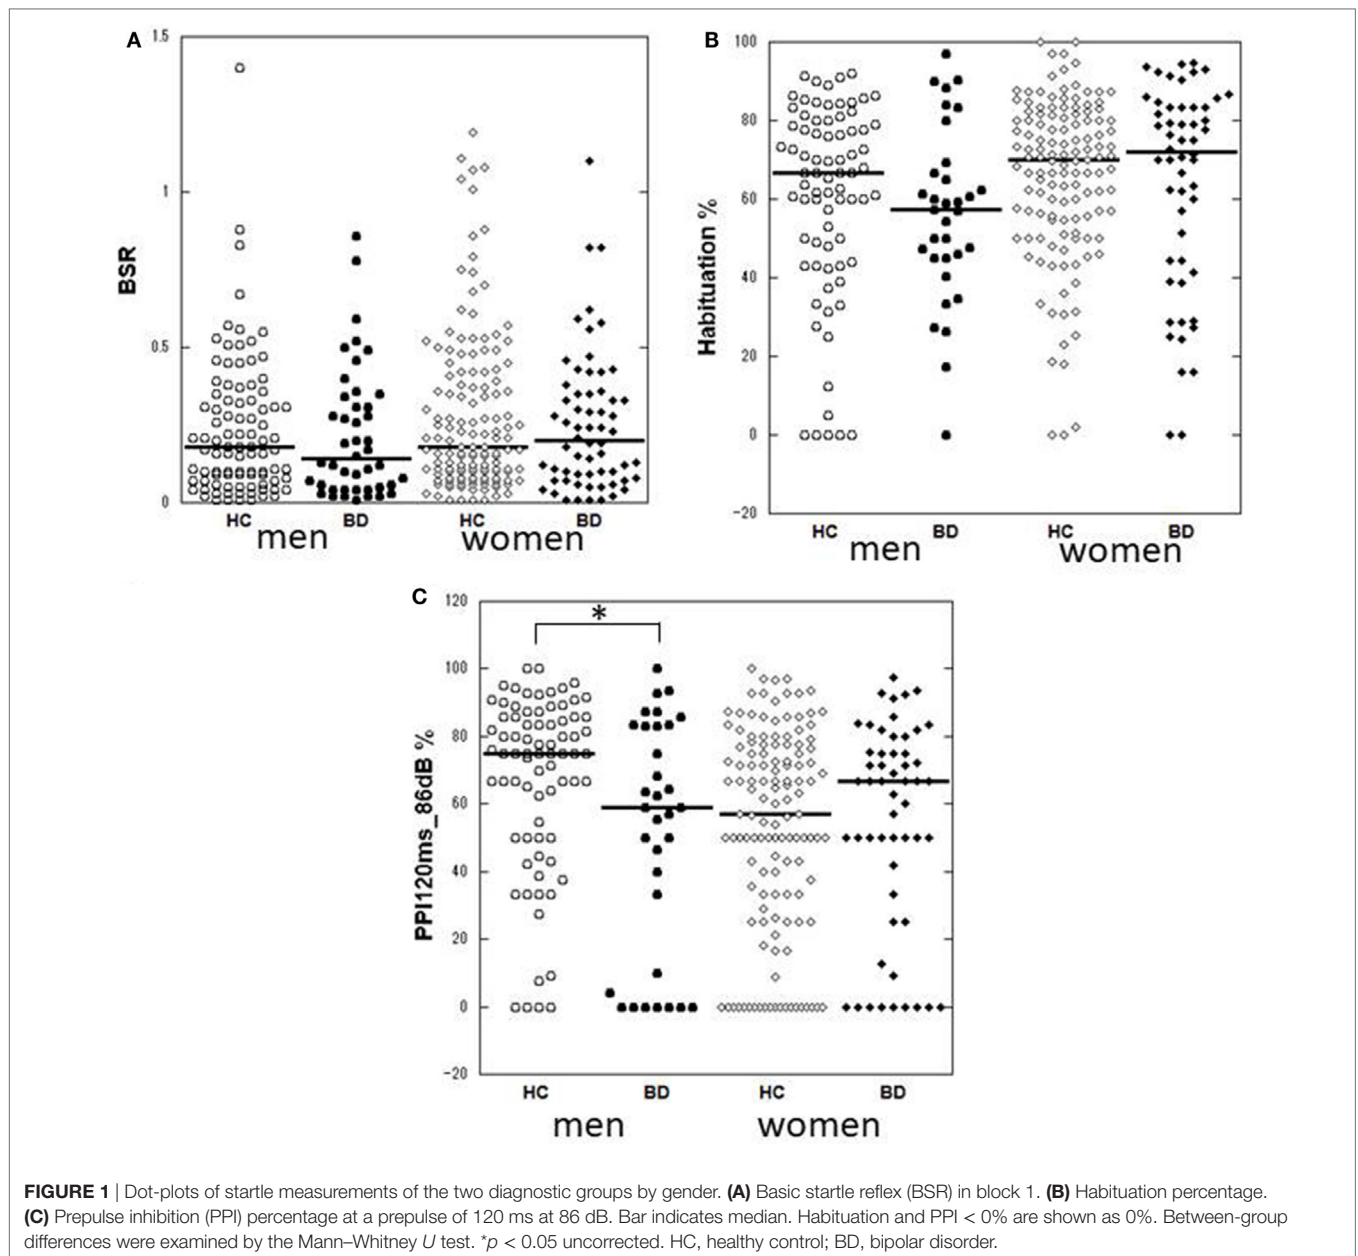 A
1.5
1
0.5
0
BSR
HC
BD
HC
BD
men
women
B
100
80
60
40
20
0
-20
Habituation %
HC
BD
HC
BD
men
women
C
120
100
80
60
40
20
0
-20
PPI120ms_86dB %
*
HC
BD
HC
BD
men
women
FIGURE 1 | Dot-plots of startle measurements of the two diagnostic groups by gender. (A) Basic startle reflex (BSR) in block 1. (B) Habituation percentage.
(C) Prepulse inhibition (PPI) percentage at a prepulse of 120 ms at 86 dB. Bar indicates median. Habituation and PPI < 0% are shown as 0%. Between-group
differences were examined by the Mann–Whitney U test. *p < 0.05 uncorrected. HC, healthy control; BD, bipolar disorder.